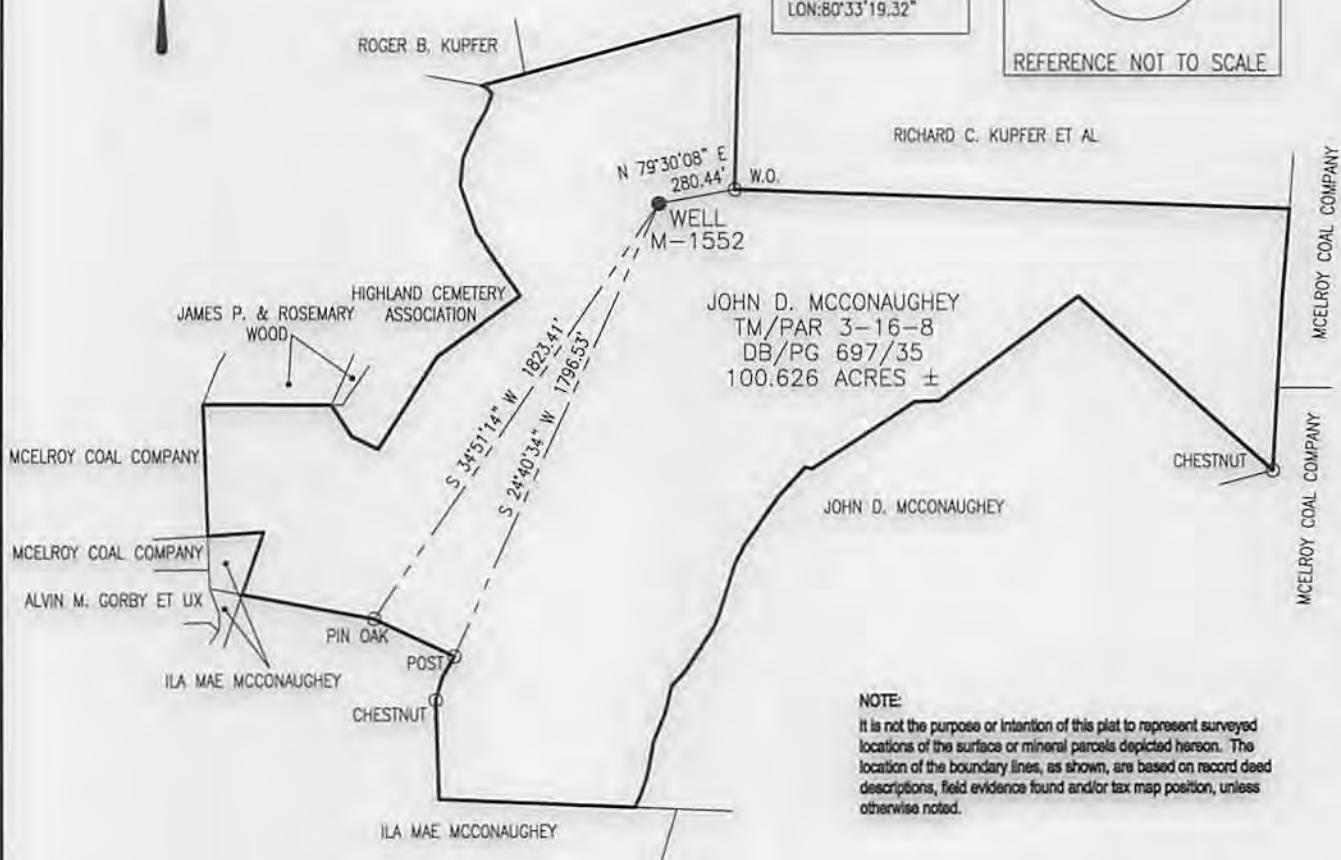 LON:80°33'19.32"
REFERENCE NOT TO SCALE
ROGER B. KUPFER
RICHARD C. KUPFER ET AL
MCELROY COAL COMPANY
N 79°30'08" E
280.44'
W.O.
WELL
M-1552
HIGHLAND CEMETERY
ASSOCIATION
JAMES P. & ROSEMARY
WOOD
JOHN D. MCCONAUGHEY
TM/PAR 3-16-8
DB/PG 697/35
100.626 ACRES ±
S 34°51'14" W 1823.41'
S 24°40'34" W 1796.53'
MCELROY COAL COMPANY
CHESTNUT
MCELROY COAL COMPANY
JOHN D. MCCONAUGHEY
MCELROY COAL COMPANY
ALVIN M. GORBY ET UX
PIN OAK
POST
ILA MAE MCCONAUGHEY
CHESTNUT
NOTE:
It is not the purpose or intention of this plat to represent surveyed
locations of the surface or mineral parcels depicted hereon. The
location of the boundary lines, as shown, are based on record deed
descriptions, field evidence found and/or tax map position, unless
otherwise noted.
ILA MAE MCCONAUGHEY